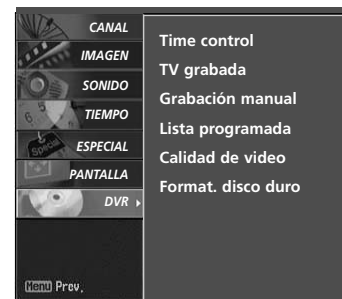 CANAL
IMAGEN
SONIDO
TIEMPO
ESPECIAL
PANTALLA
DVR
Time control
TV grabada
Grabación manual
Lista programada
Calidad de video
Format. disco duro
Menu Prev.